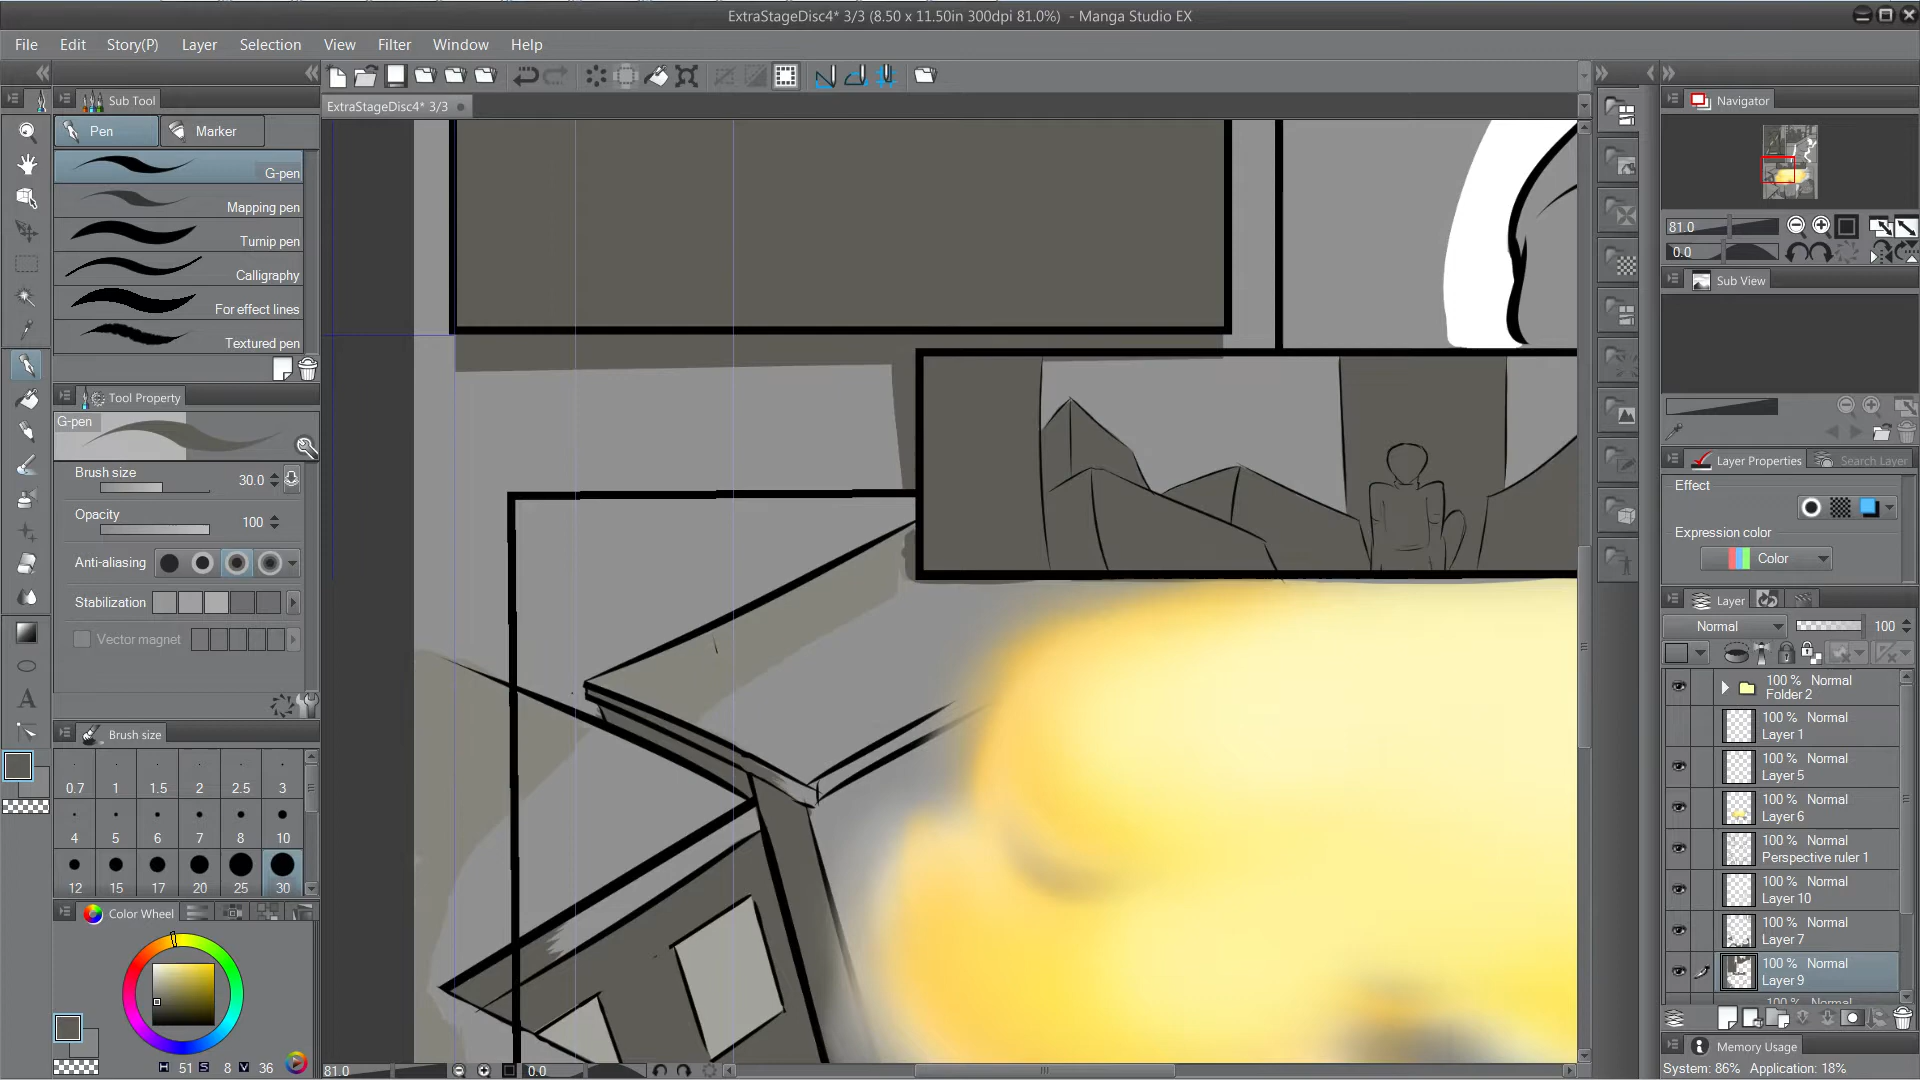 ExtraStageDisc4* 3/3 (8.50 x 11.50in 300dpi 81.0%) - Manga Studio EX
File Edit Story(P) Layer Selection View Filter Window Help
Sub Tool
ExtraStageDisc4* 3/3
Navigator
Pen Marker
G-pen
Mapping pen
Turnip pen
Calligraphy
For effect lines
Textured pen
81.0
0.0
Sub View
Tool Property
G-pen
Brush size 30.0
Opacity 100
Anti-aliasing
Stabilization
Vector magnet
Layer Properties Search Layer
Effect
Expression color
Color
Layer
Normal 100
100 % Normal
Folder 2
100 % Normal
Layer 1
100 % Normal
Layer 5
100 % Normal
Layer 6
100 % Normal
Perspective ruler 1
100 % Normal
Layer 10
100 % Normal
Layer 7
100 % Normal
Layer 9
100 % Normal
Brush size
0.7 1 1.5 2 2.5 3
4 5 6 7 8 10
12 15 17 20 25 30
Color Wheel
H 51 S 8 V 36
81.0 0.0
Memory Usage
System: 86% Application: 18%